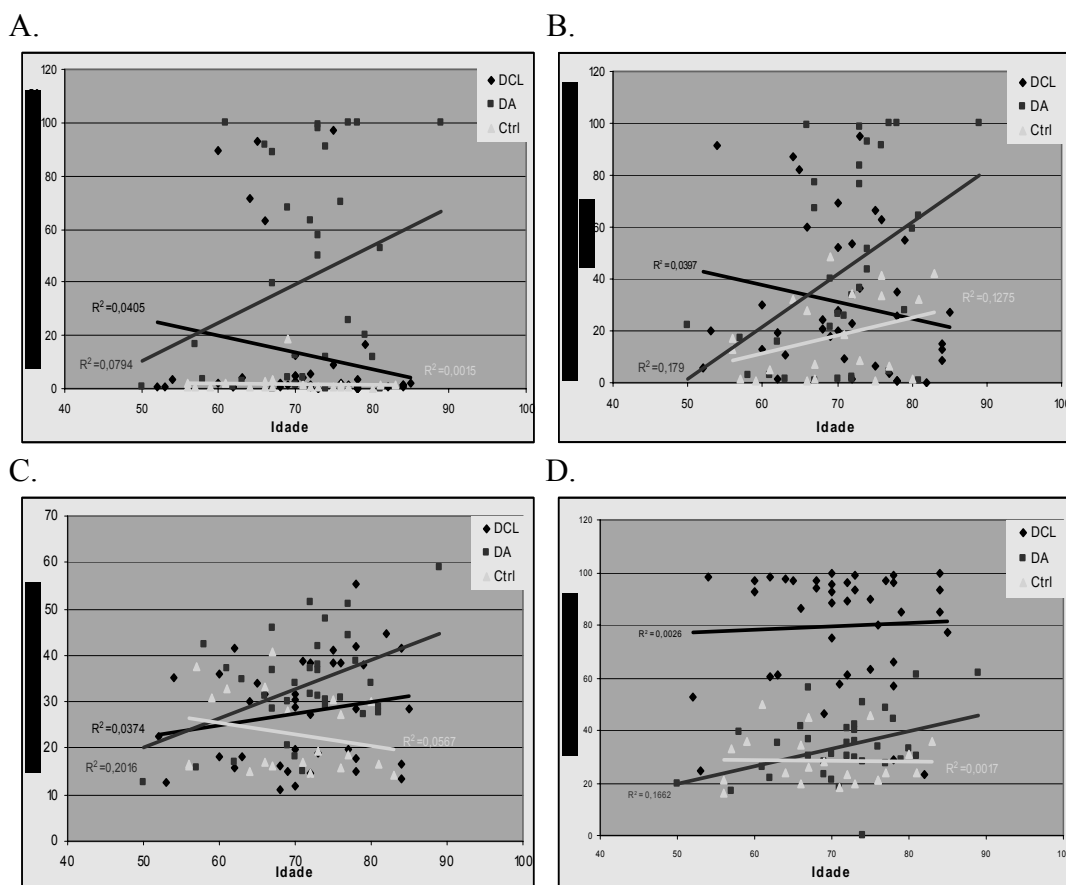 A.
120
100
80
60
40
20
0
40 50 60 70 80 90 100
Idade
DCL
DA
Ctrl
R²=0,0405
R²=0,0794
R²=0,0015
B.
120
100
80
60
40
20
0
40 50 60 70 80 90 100
Idade
DCL
DA
Ctrl
R²=0,0397
R²=0,1275
R²=0,179
C.
70
60
50
40
30
20
10
0
40 50 60 70 80 90 100
Idade
DCL
DA
Ctrl
R²=0,0374
R²=0,0567
R²=0,2016
D.
120
100
80
60
40
20
0
40 50 60 70 80 90 100
Idade
DCL
DA
Ctrl
R²=0,0026
R²=0,0017
R²=0,1662